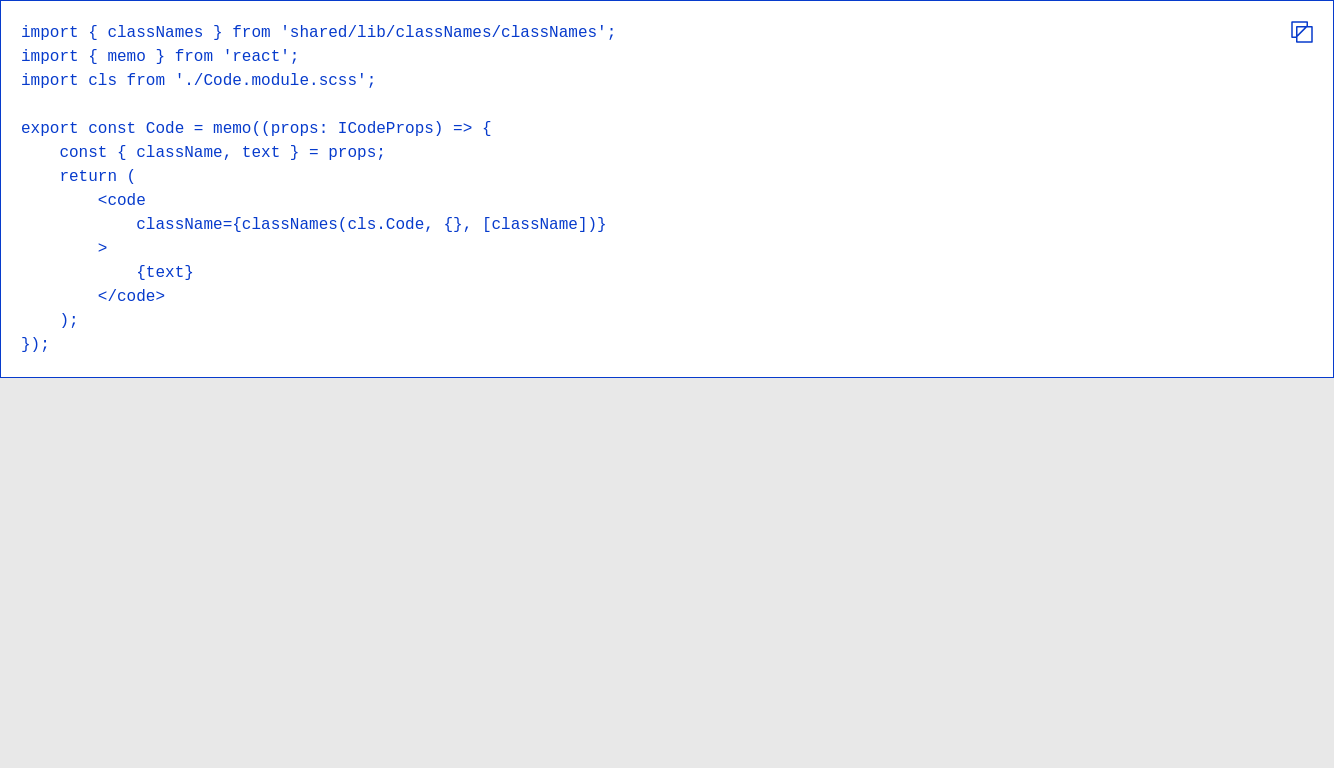 import { classNames } from 'shared/lib/classNames/classNames';
import { memo } from 'react';
import cls from './Code.module.scss';

export const Code = memo((props: ICodeProps) => {
    const { className, text } = props;
    return (
        <code
            className={classNames(cls.Code, {}, [className])}
        >
            {text}
        </code>
    );
});